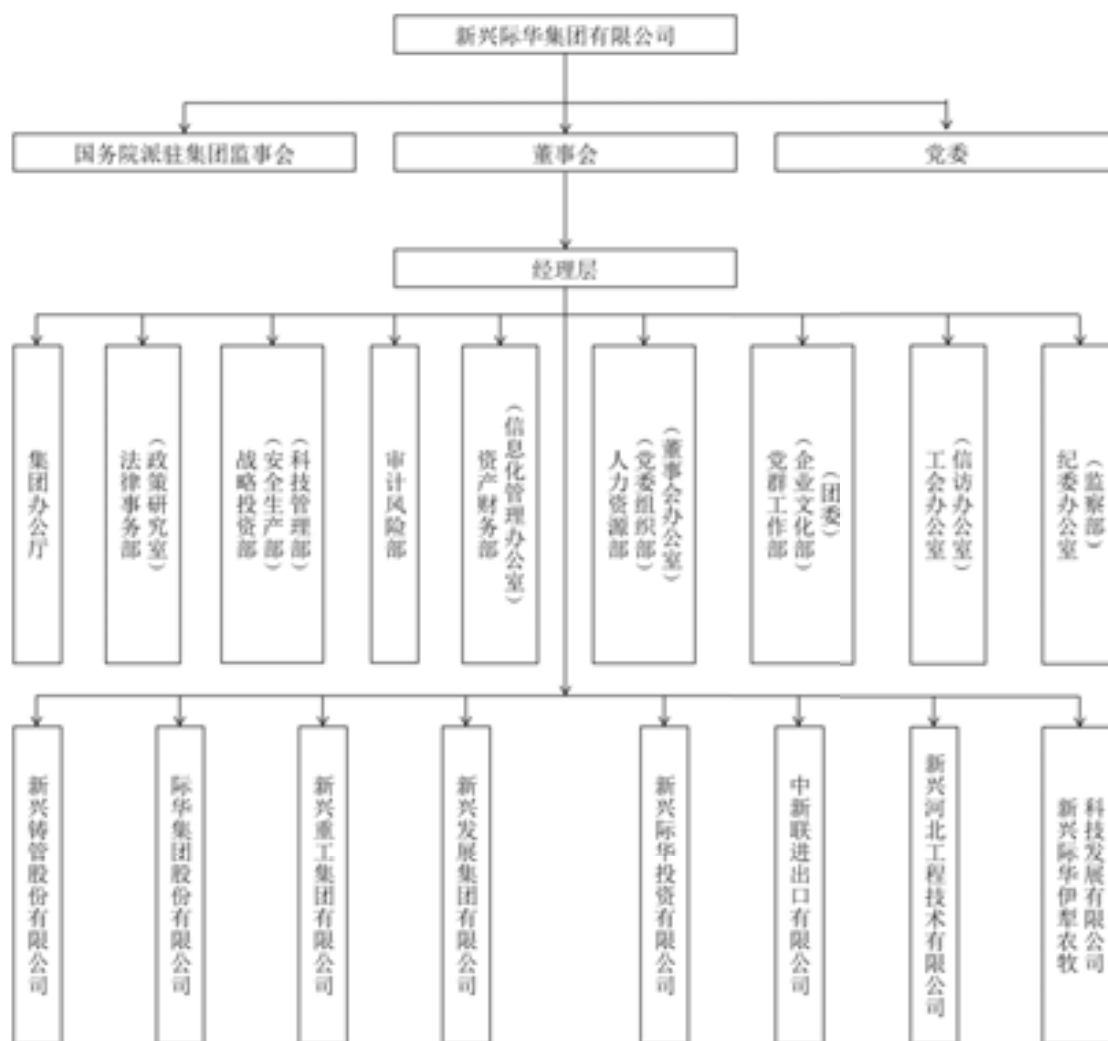 新兴际华集团有限公司
国务院派驻集团监事会
董事会
党委
经理层
集团办公厅
法律事务部
（政策研究室）
战略投资部
（安全生产部）
（科技管理部）
审计风险部
资产财务部
（信息化管理办公室）
人力资源部
（党委组织部）
（董事会办公室）
党群工作部
（企业文化部）
（团委）
工会办公室
（信访办公室）
纪委办公室
（监察部）
新兴铸管股份有限公司
际华集团股份有限公司
新兴重工集团有限公司
新兴发展集团有限公司
新兴际华投资有限公司
中新联进出口有限公司
新兴河北工程技术有限公司
新兴际华伊犁农牧
科技发展有限公司